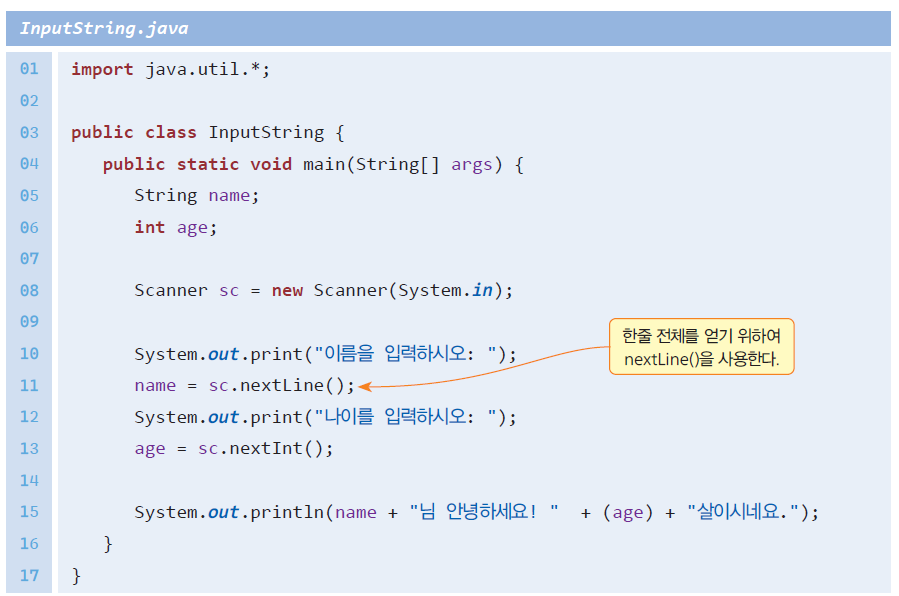 InputString.java
01 import java.util.*;
02
03 public class InputString {
04 public static void main(String[] args) {
05 String name;
06 int age;
07
08 Scanner sc = new Scanner(System.in);
09
10 System.out.print("이름을 입력하시오: ");
11 name = sc.nextLine();
한줄 전체를 얻기 위하여
nextLine()을 사용한다.
12 System.out.print("나이를 입력하시오: ");
13 age = sc.nextInt();
14
15 System.out.println(name + "님 안녕하세요! " + (age) + "살이시네요.");
16 }
17 }